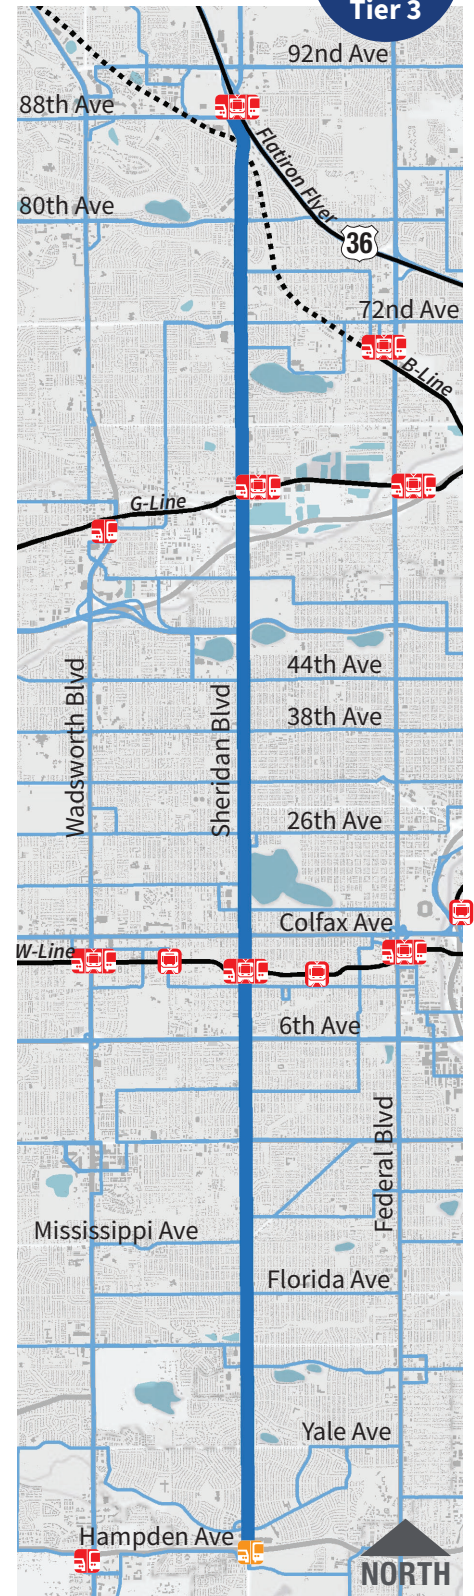 Tier 3
92nd Ave
88th Ave
Flatiron Flyer
80th Ave
36
72nd Ave
B-Line
G-Line
44th Ave
Wadsworth Blvd
Sheridan Blvd
38th Ave
26th Ave
Colfax Ave
W-Line
6th Ave
Federal Blvd
Mississippi Ave
Florida Ave
Yale Ave
Hampden Ave
NORTH